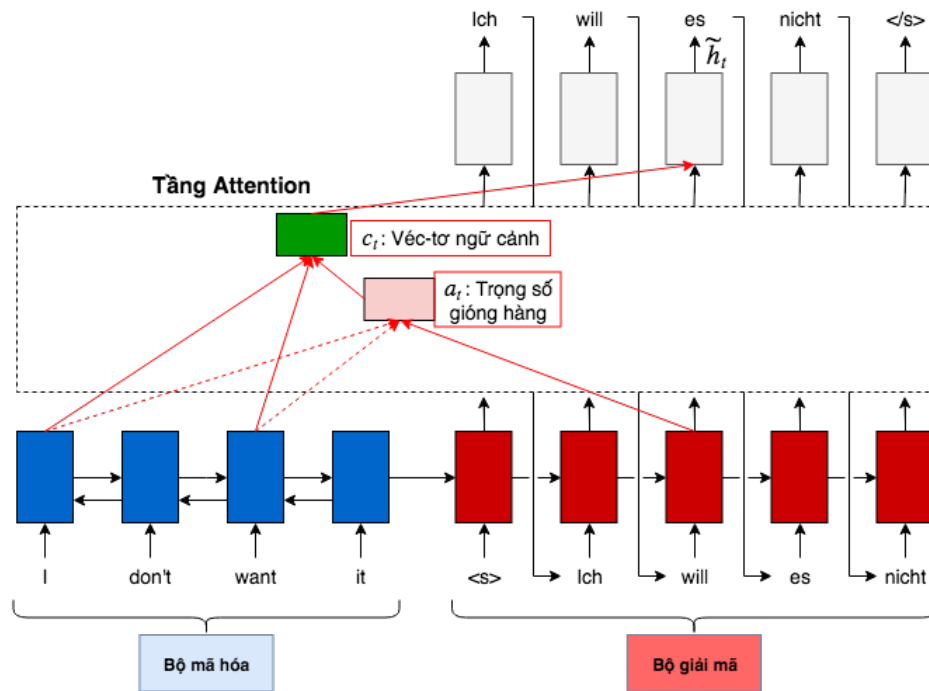 Ich will es nicht </s>
h̃ₜ
Tầng Attention
cₜ: Véc-tơ ngữ cảnh
aₜ: Trọng số
gióng hàng
I don't want it <s> Ich will es nicht
Bộ mã hóa Bộ giải mã